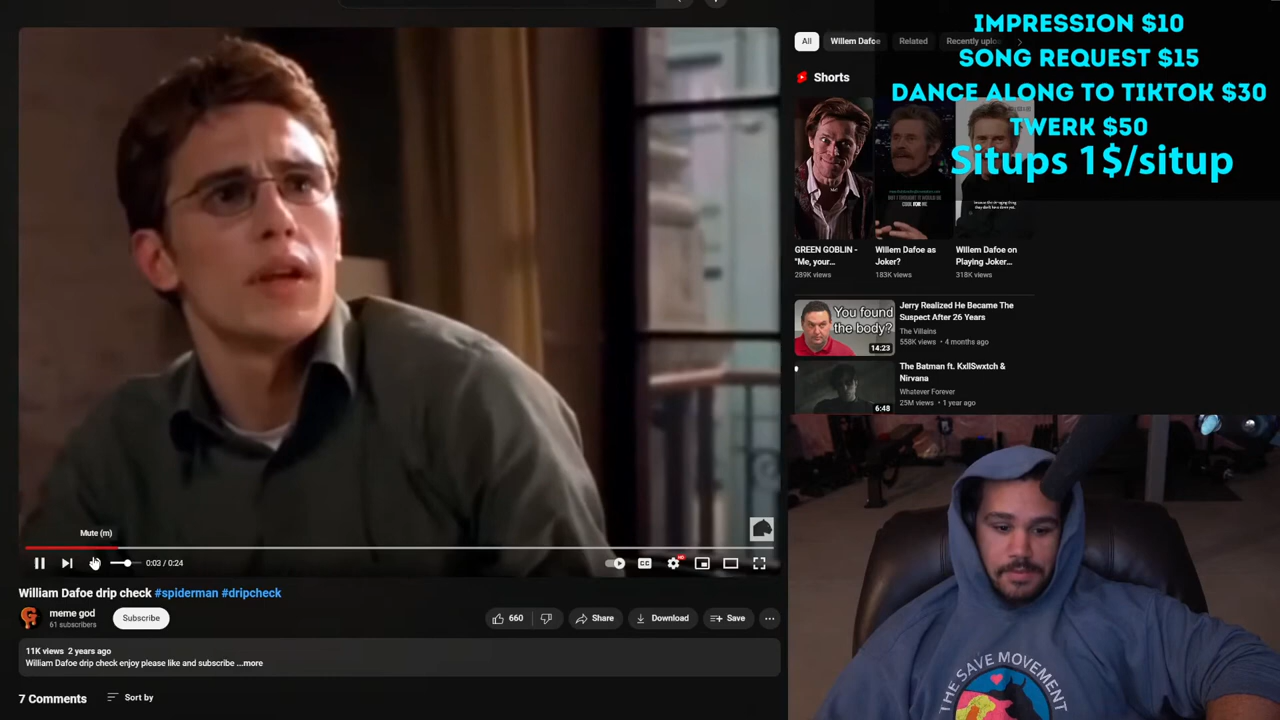 IMPRESSION $10
SONG REQUEST $15
DANCE ALONG TO TIKTOK $30
TWERK $50
Situps 1$/situp
All
Willem Dafoe
Related
Recently uplo
Shorts
GREEN GOBLIN -
"Me, your...
289K views
Willem Dafoe as
Joker?
183K views
Willem Dafoe on
Playing Joker...
318K views
You found
the body?
14:23
Jerry Realized He Became The
Suspect After 26 Years
The Villains
558K views • 4 months ago
6:48
The Batman ft. KxllSwxtch &
Nirvana
Whatever Forever
25M views • 1 year ago
Mute (m)
0:03 / 0:24
CC
HD
William Dafoe drip check #spiderman #dripcheck
meme god
61 subscribers
Subscribe
660
Share
Download
Save
11K views 2 years ago
William Dafoe drip check enjoy please like and subscribe ...more
7 Comments
Sort by
THE SAVE MOVEMENT